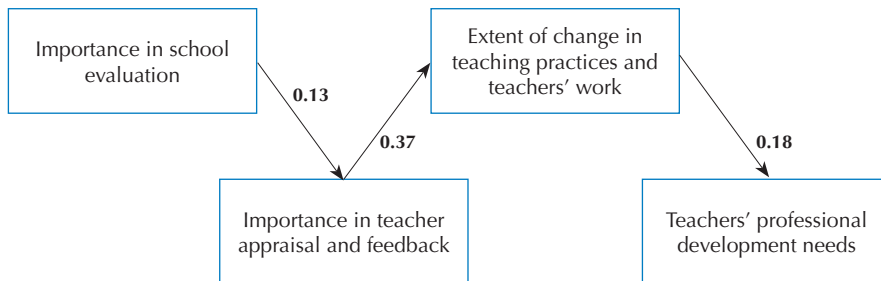 Importance in school
evaluation
Extent of change in
teaching practices and
teachers’ work
0.13
0.37
0.18
Importance in teacher
appraisal and feedback
Teachers’ professional
development needs